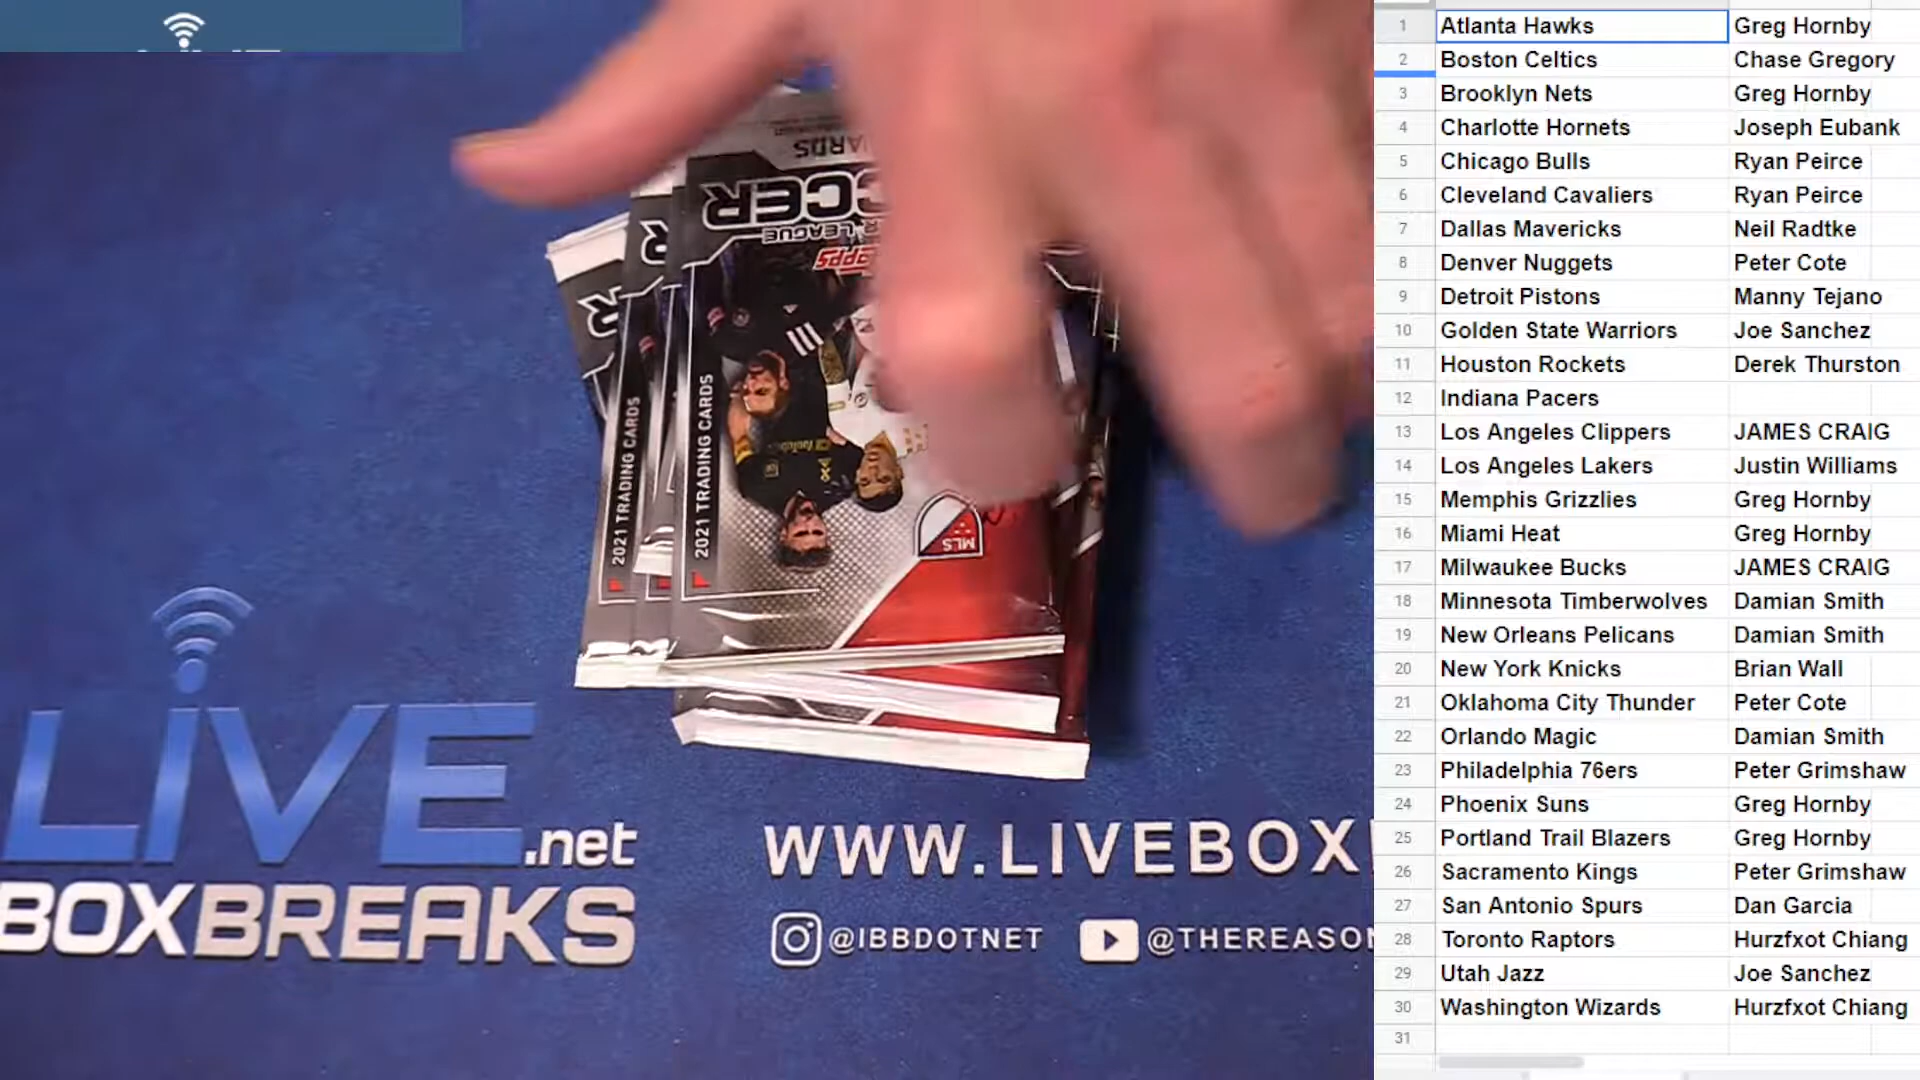 CARDS
CCER
R LEAGUE
Topps
R
R
2021 TRADING CARDS
2021 TRADING CARDS
MLS
LIVE.net
BOXBREAKS
WWW.LIVEBOX
@IBBDOTNET @THEREASON
1 Atlanta Hawks Greg Hornby
2 Boston Celtics Chase Gregory
3 Brooklyn Nets Greg Hornby
4 Charlotte Hornets Joseph Eubank
5 Chicago Bulls Ryan Peirce
6 Cleveland Cavaliers Ryan Peirce
7 Dallas Mavericks Neil Radtke
8 Denver Nuggets Peter Cote
9 Detroit Pistons Manny Tejano
10 Golden State Warriors Joe Sanchez
11 Houston Rockets Derek Thurston
12 Indiana Pacers
13 Los Angeles Clippers JAMES CRAIG
14 Los Angeles Lakers Justin Williams
15 Memphis Grizzlies Greg Hornby
16 Miami Heat Greg Hornby
17 Milwaukee Bucks JAMES CRAIG
18 Minnesota Timberwolves Damian Smith
19 New Orleans Pelicans Damian Smith
20 New York Knicks Brian Wall
21 Oklahoma City Thunder Peter Cote
22 Orlando Magic Damian Smith
23 Philadelphia 76ers Peter Grimshaw
24 Phoenix Suns Greg Hornby
25 Portland Trail Blazers Greg Hornby
26 Sacramento Kings Peter Grimshaw
27 San Antonio Spurs Dan Garcia
28 Toronto Raptors Hurzfxot Chiang
29 Utah Jazz Joe Sanchez
30 Washington Wizards Hurzfxot Chiang
31